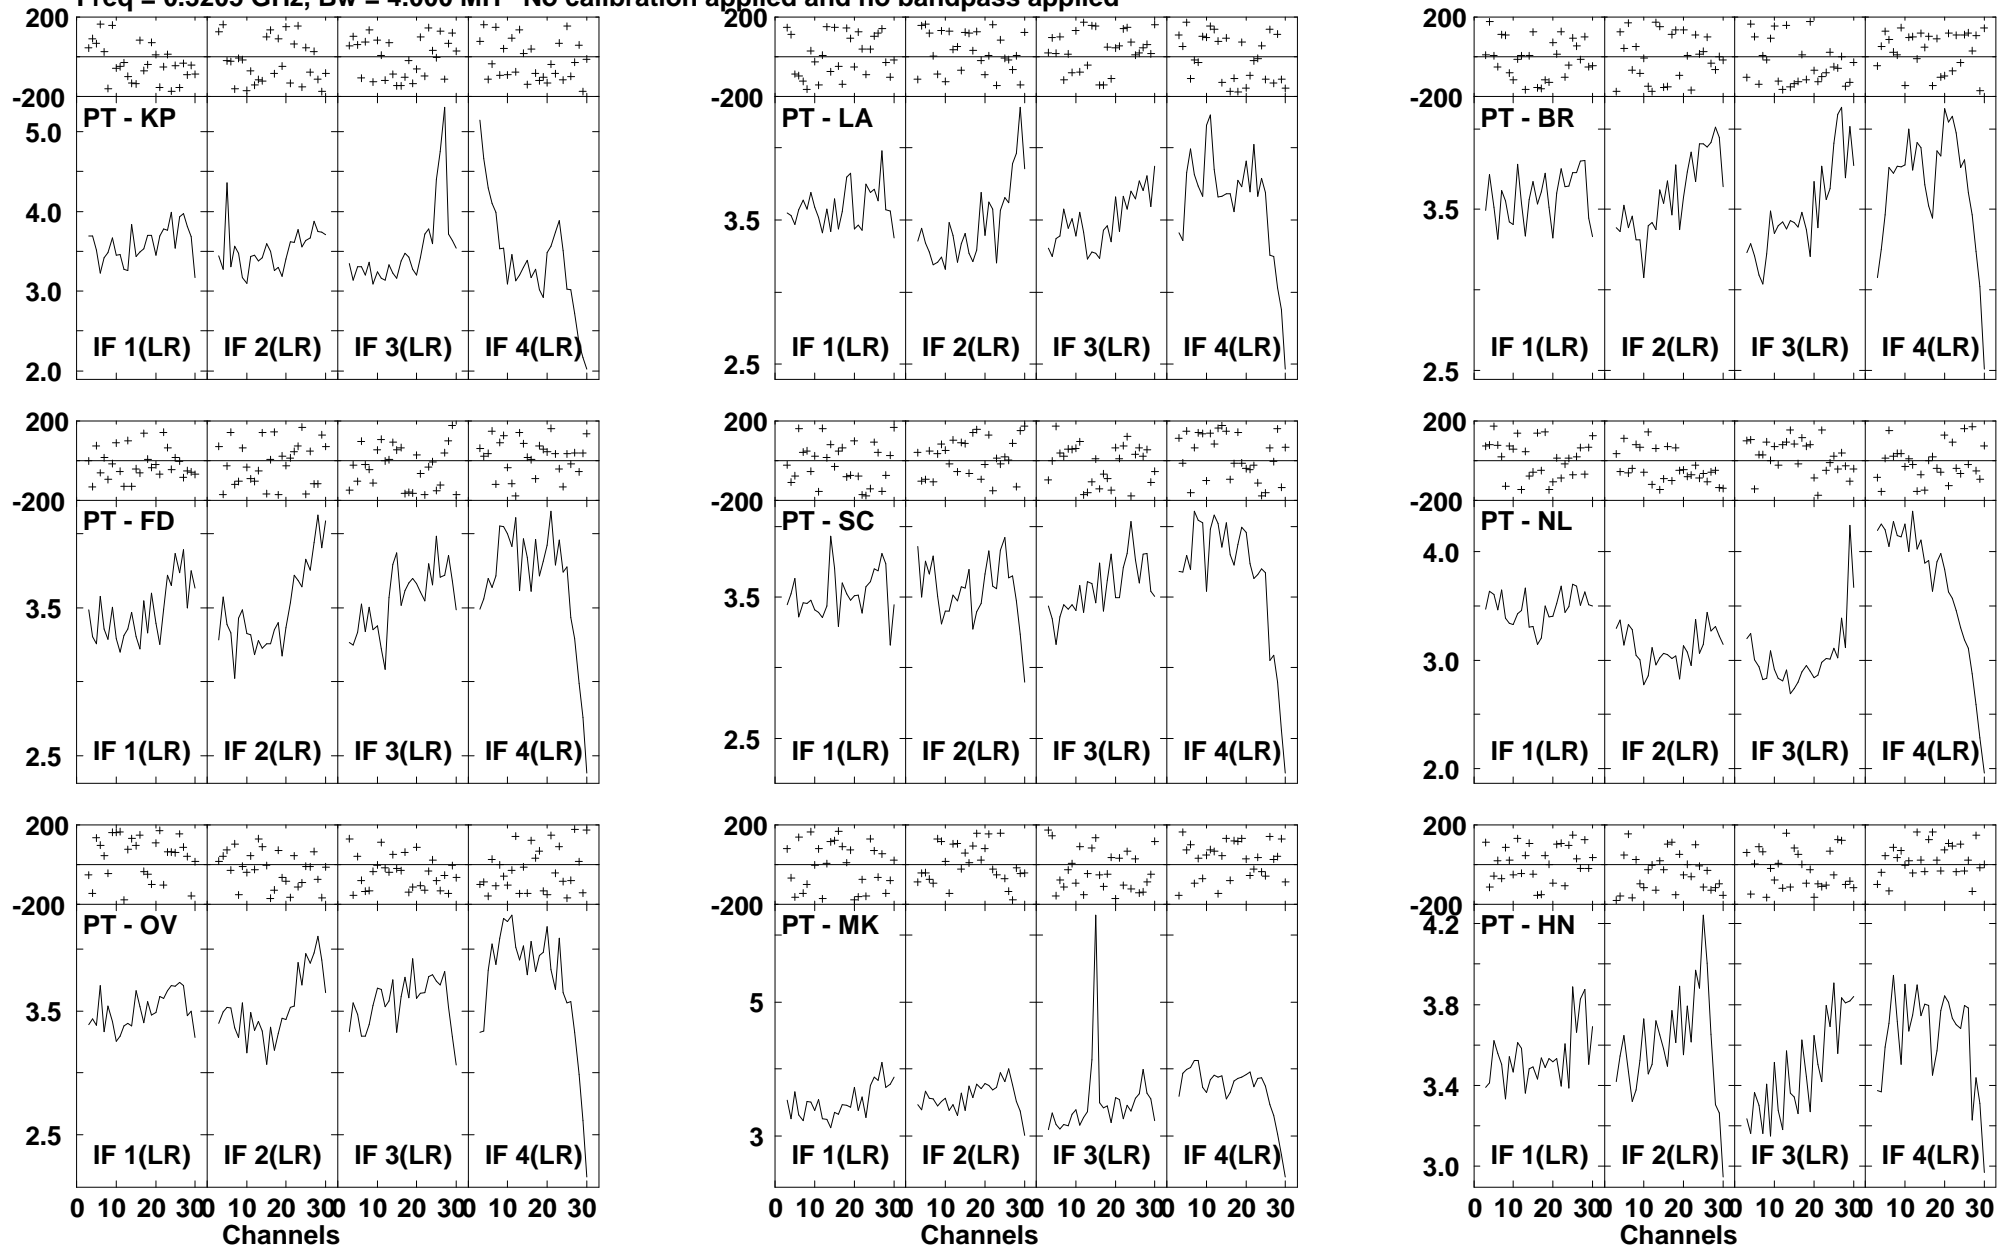 Freq = 0.3265 GHz, Bw = 4.000 MH No calibration applied and no bandpass applied
200 200 200
-200 -200 -200
PT - KP PT - LA PT - BR
5.0
4.0 3.5 3.5
3.0
IF 1(LR) IF 2(LR) IF 3(LR) IF 4(LR) IF 1(LR) IF 2(LR) IF 3(LR) IF 4(LR) IF 1(LR) IF 2(LR) IF 3(LR) IF 4(LR)
2.0 2.5 2.5
200 200 200
-200 -200 -200
PT - FD PT - SC PT - NL
4.0
3.5 3.5
3.0
IF 1(LR) IF 2(LR) IF 3(LR) IF 4(LR) IF 1(LR) IF 2(LR) IF 3(LR) IF 4(LR) IF 1(LR) IF 2(LR) IF 3(LR) IF 4(LR)
2.5 2.5 2.0
200 200 200
-200 -200 -200
PT - OV PT - MK PT - HN
4.2
3.5 5 3.8
3.4
2.5 3 3.0
IF 1(LR) IF 2(LR) IF 3(LR) IF 4(LR) IF 1(LR) IF 2(LR) IF 3(LR) IF 4(LR) IF 1(LR) IF 2(LR) IF 3(LR) IF 4(LR)
0 10 20 30 0 10 20 30 0 10 20 30 0 10 20 30 0 10 20 30 0 10 20 30 0 10 20 30 0 10 20 30 0 10 20 30 0 10 20 30 0 10 20 30 0 10 20 30
Channels Channels Channels